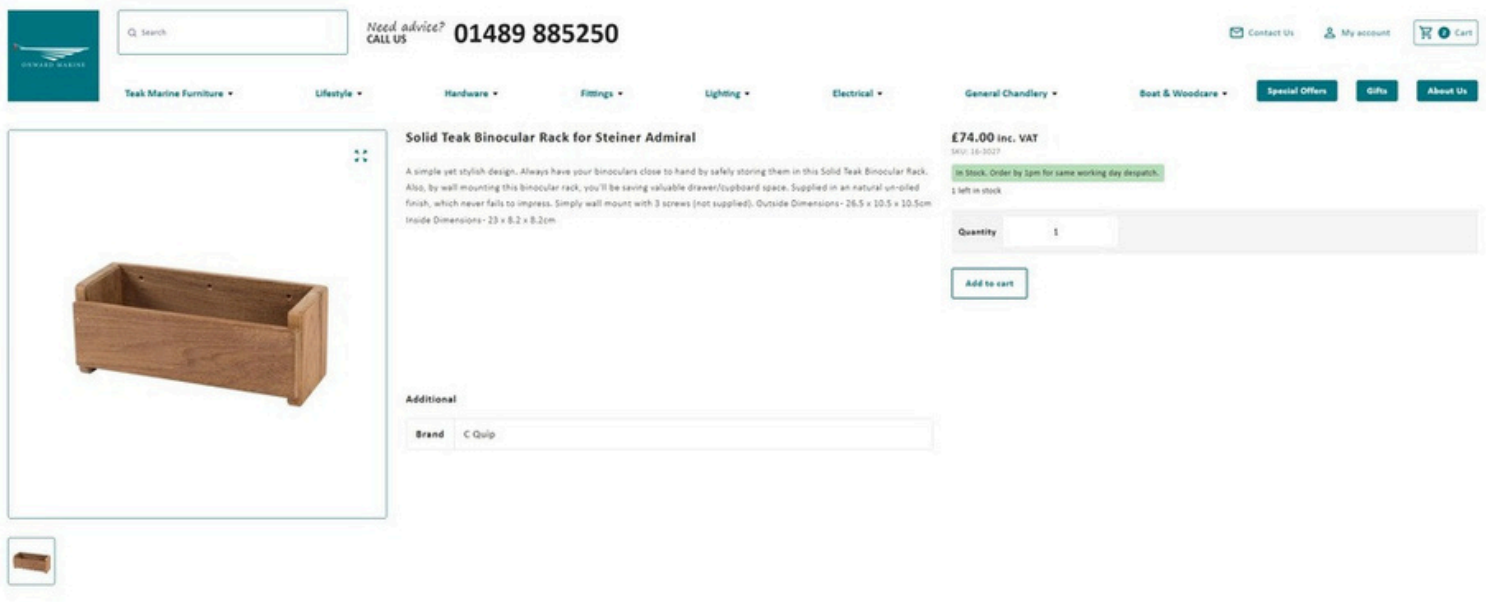 Search
Need advice?
CALL US
01489 885250
Contact Us
My account
Cart
ONWARD MARINE
Teak Marine Furniture
Lifestyle
Hardware
Fittings
Lighting
Electrical
General Chandlery
Boat & Woodcare
Special Offers
Gifts
About Us
Solid Teak Binocular Rack for Steiner Admiral
A simple yet stylish design. Always have your binoculars close to hand by safely storing them in this Solid Teak Binocular Rack.
Also, by wall mounting this binocular rack, you'll be saving valuable drawer/cupboard space. Supplied in an natural un-oiled
finish, which never fails to impress. Simply wall mount with 3 screws (not supplied). Outside Dimensions- 26.5 x 10.5 x 10.5cm
Inside Dimensions- 23 x 8.2 x 8.2cm
£74.00 inc. VAT
SKU: 16-3027
In Stock. Order by 1pm for same working day despatch.
1 left in stock
Quantity
1
Add to cart
Additional
Brand
C Quip